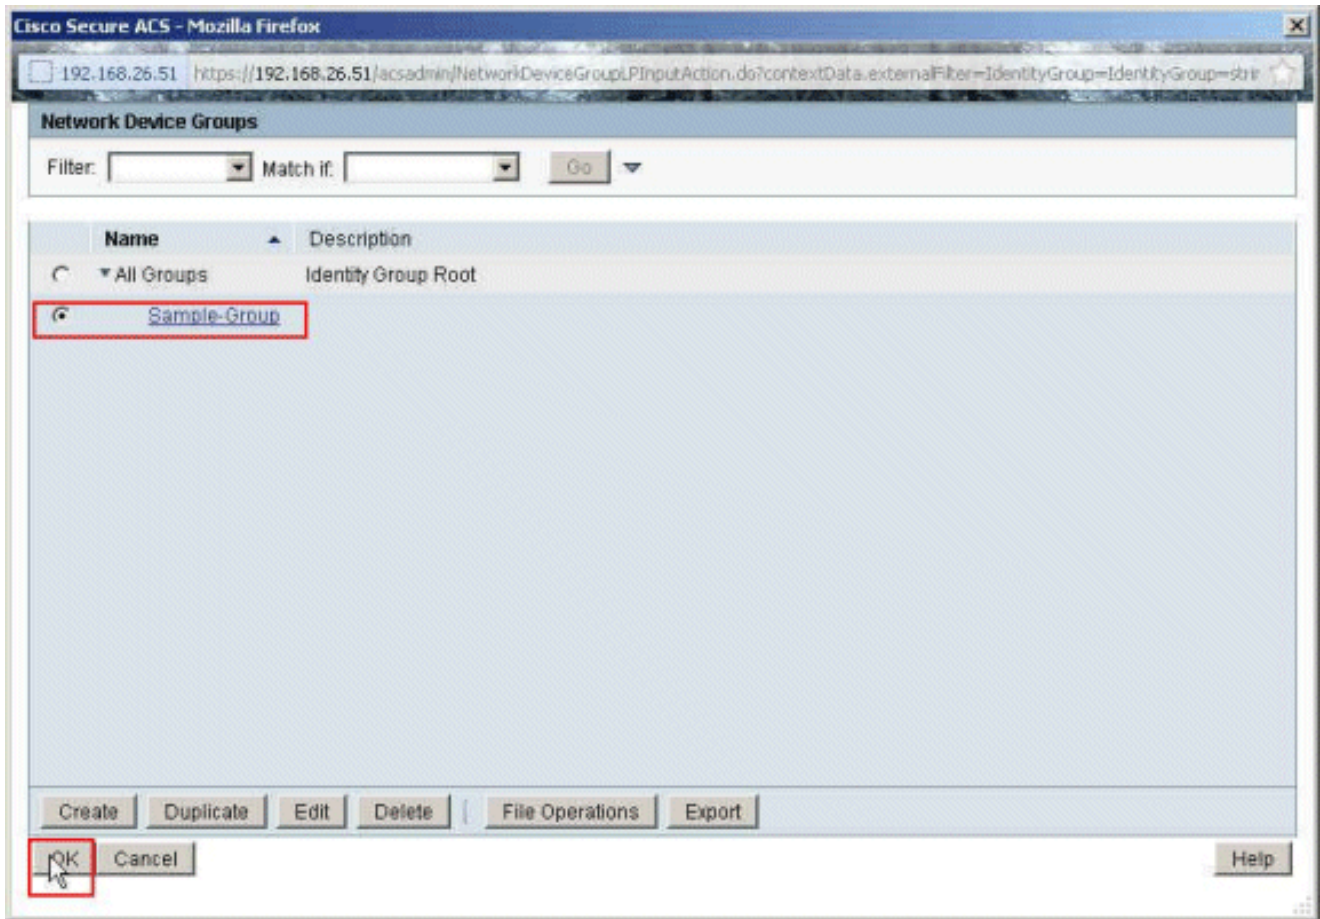 Cisco Secure ACS - Mozilla Firefox
192.168.26.51 https://192.168.26.51/acsadmin/NetworkDeviceGroupLPInputAction.do?contextData.externalFilter=IdentityGroup=IdentityGroup=strir
Network Device Groups
Filter: Match if: Go
Name Description
All Groups Identity Group Root
Sample-Group
Create Duplicate Edit Delete File Operations Export
OK Cancel Help